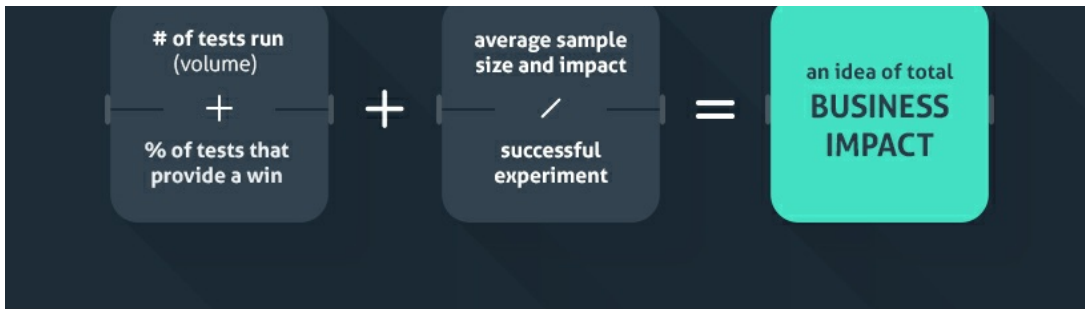 # of tests run
(volume)
+
% of tests that
provide a win
+
average sample
size and impact
/
successful
experiment
=
an idea of total
BUSINESS
IMPACT